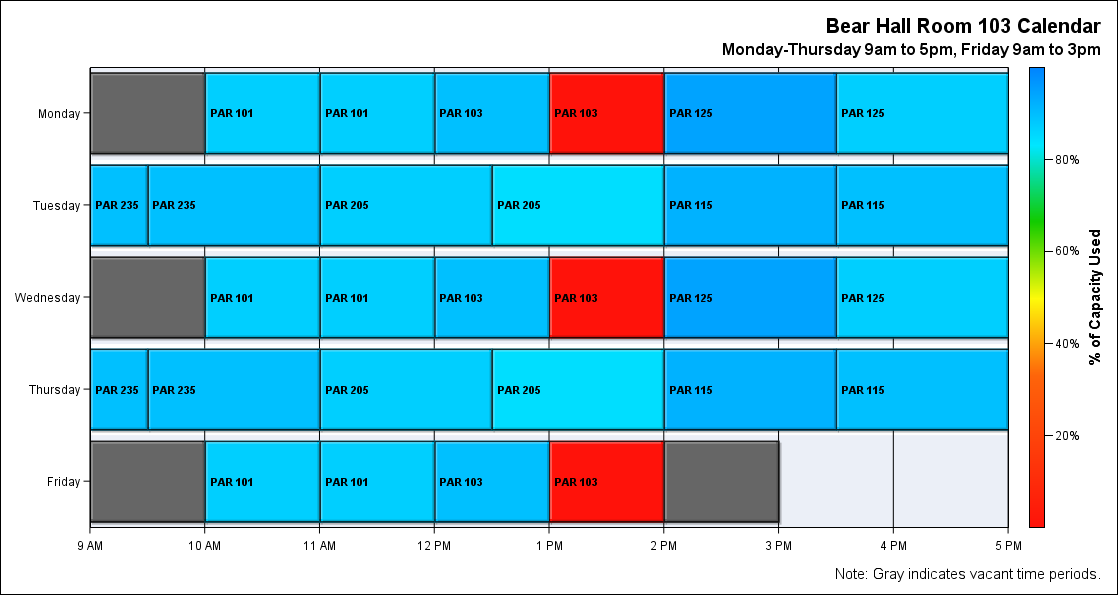 Bear Hall Room 103 Calendar
Monday-Thursday 9am to 5pm, Friday 9am to 3pm
Monday PAR 101 PAR 101 PAR 103 PAR 103 PAR 125 PAR 125
80%
Tuesday PAR 235 PAR 235 PAR 205 PAR 205 PAR 115 PAR 115
60%
Wednesday PAR 101 PAR 101 PAR 103 PAR 103 PAR 125 PAR 125
% of Capacity Used
40%
Thursday PAR 235 PAR 235 PAR 205 PAR 205 PAR 115 PAR 115
20%
Friday PAR 101 PAR 101 PAR 103 PAR 103
9 AM 10 AM 11 AM 12 PM 1 PM 2 PM 3 PM 4 PM 5 PM
Note: Gray indicates vacant time periods.